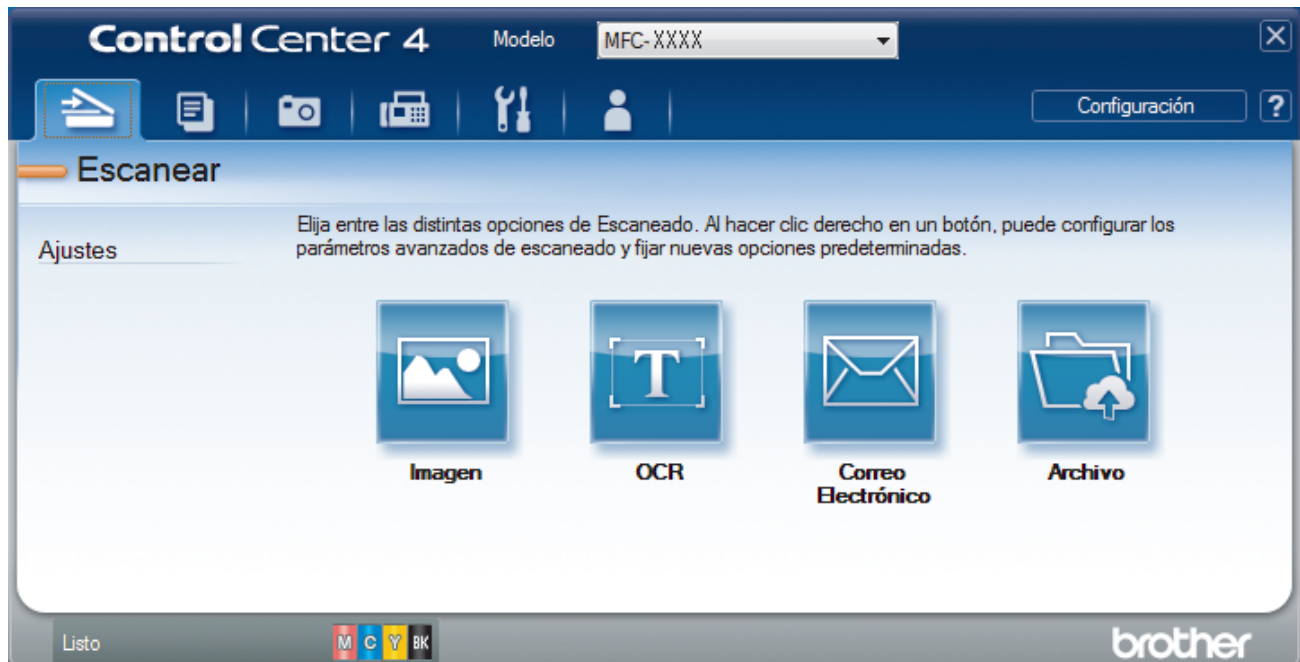 Control Center 4 Modelo MFC-XXXX
Configuración ?
Escanear
Ajustes
Elija entre las distintas opciones de Escaneado. Al hacer clic derecho en un botón, puede configurar los
parámetros avanzados de escaneado y fijar nuevas opciones predeterminadas.
T
Imagen OCR Correo Archivo
Electrónico
Listo M C Y BK brother